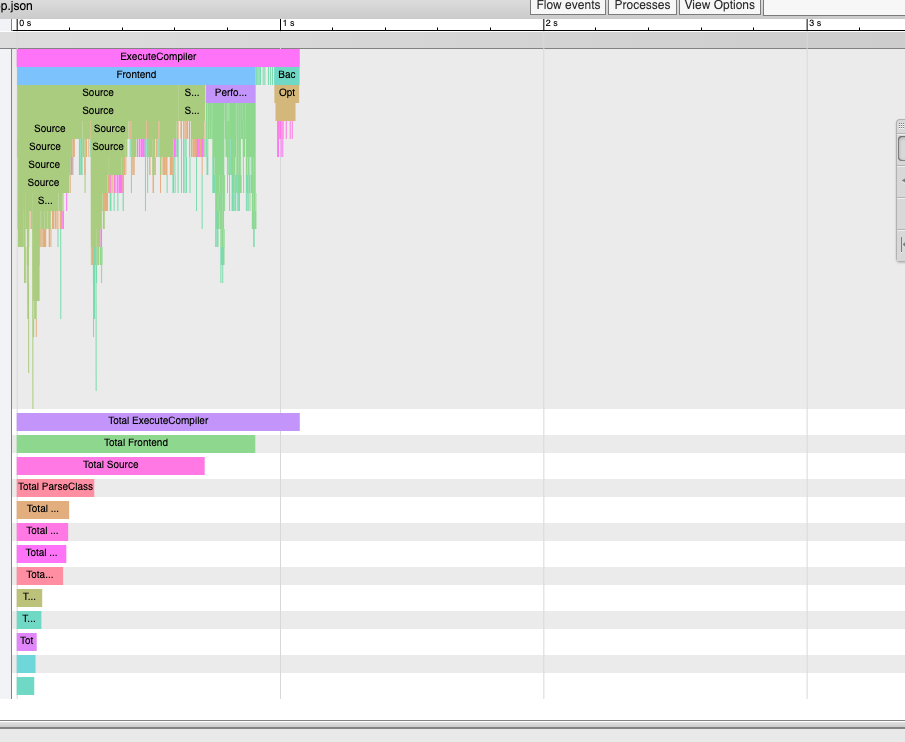 p.json
Flow events Processes View Options
0 s 1 s 2 s 3 s
ExecuteCompiler
Frontend Bac
Source S... Perfo... Opt
Source S...
Source Source
Source Source
Source
Source
S...
Total ExecuteCompiler
Total Frontend
Total Source
Total ParseClass
Total ...
Total ...
Total ...
Tota...
T...
T...
Tot